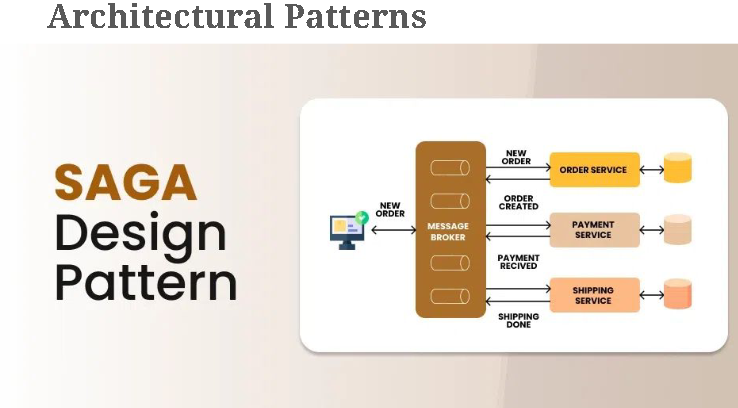 Architectural Patterns
SAGA
Design
Pattern
NEW
ORDER
MESSAGE
BROKER
NEW
ORDER
ORDER SERVICE
ORDER
CREATED
PAYMENT
SERVICE
PAYMENT
RECIVED
SHIPPING
SERVICE
SHIPPING
DONE